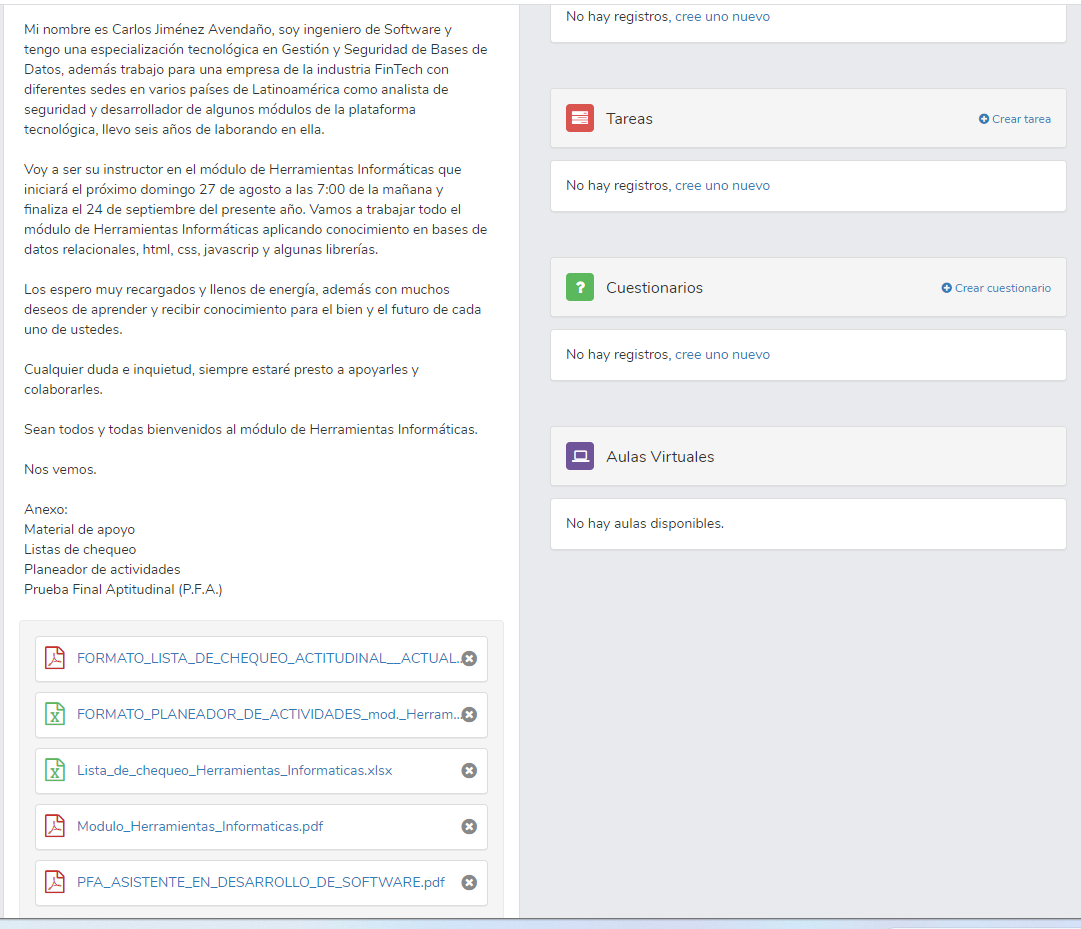 Mi nombre es Carlos Jiménez Avendaño, soy ingeniero de Software y
tengo una especialización tecnológica en Gestión y Seguridad de Bases de
Datos, además trabajo para una empresa de la industria FinTech con
diferentes sedes en varios países de Latinoamérica como analista de
seguridad y desarrollador de algunos módulos de la plataforma
tecnológica, llevo seis años de laborando en ella.
Voy a ser su instructor en el módulo de Herramientas Informáticas que
iniciará el próximo domingo 27 de agosto a las 7:00 de la mañana y
finaliza el 24 de septiembre del presente año. Vamos a trabajar todo el
módulo de Herramientas Informáticas aplicando conocimiento en bases de
datos relacionales, html, css, javascrip y algunas librerías.
Los espero muy recargados y llenos de energía, además con muchos
deseos de aprender y recibir conocimiento para el bien y el futuro de cada
uno de ustedes.
Cualquier duda e inquietud, siempre estaré presto a apoyarles y
colaborarles.
Sean todos y todas bienvenidos al módulo de Herramientas Informáticas.
Nos vemos.
Anexo:
Material de apoyo
Listas de chequeo
Planeador de actividades
Prueba Final Aptitudinal (P.F.A.)
FORMATO_LISTA_DE_CHEQUEO_ACTITUDINAL__ACTUAL...
FORMATO_PLANEADOR_DE_ACTIVIDADES_mod._Herram...
Lista_de_chequeo_Herramientas_Informaticas.xlsx
Modulo_Herramientas_Informaticas.pdf
PFA_ASISTENTE_EN_DESARROLLO_DE_SOFTWARE.pdf
No hay registros, cree uno nuevo
Tareas
Crear tarea
No hay registros, cree uno nuevo
Cuestionarios
Crear cuestionario
No hay registros, cree uno nuevo
Aulas Virtuales
No hay aulas disponibles.